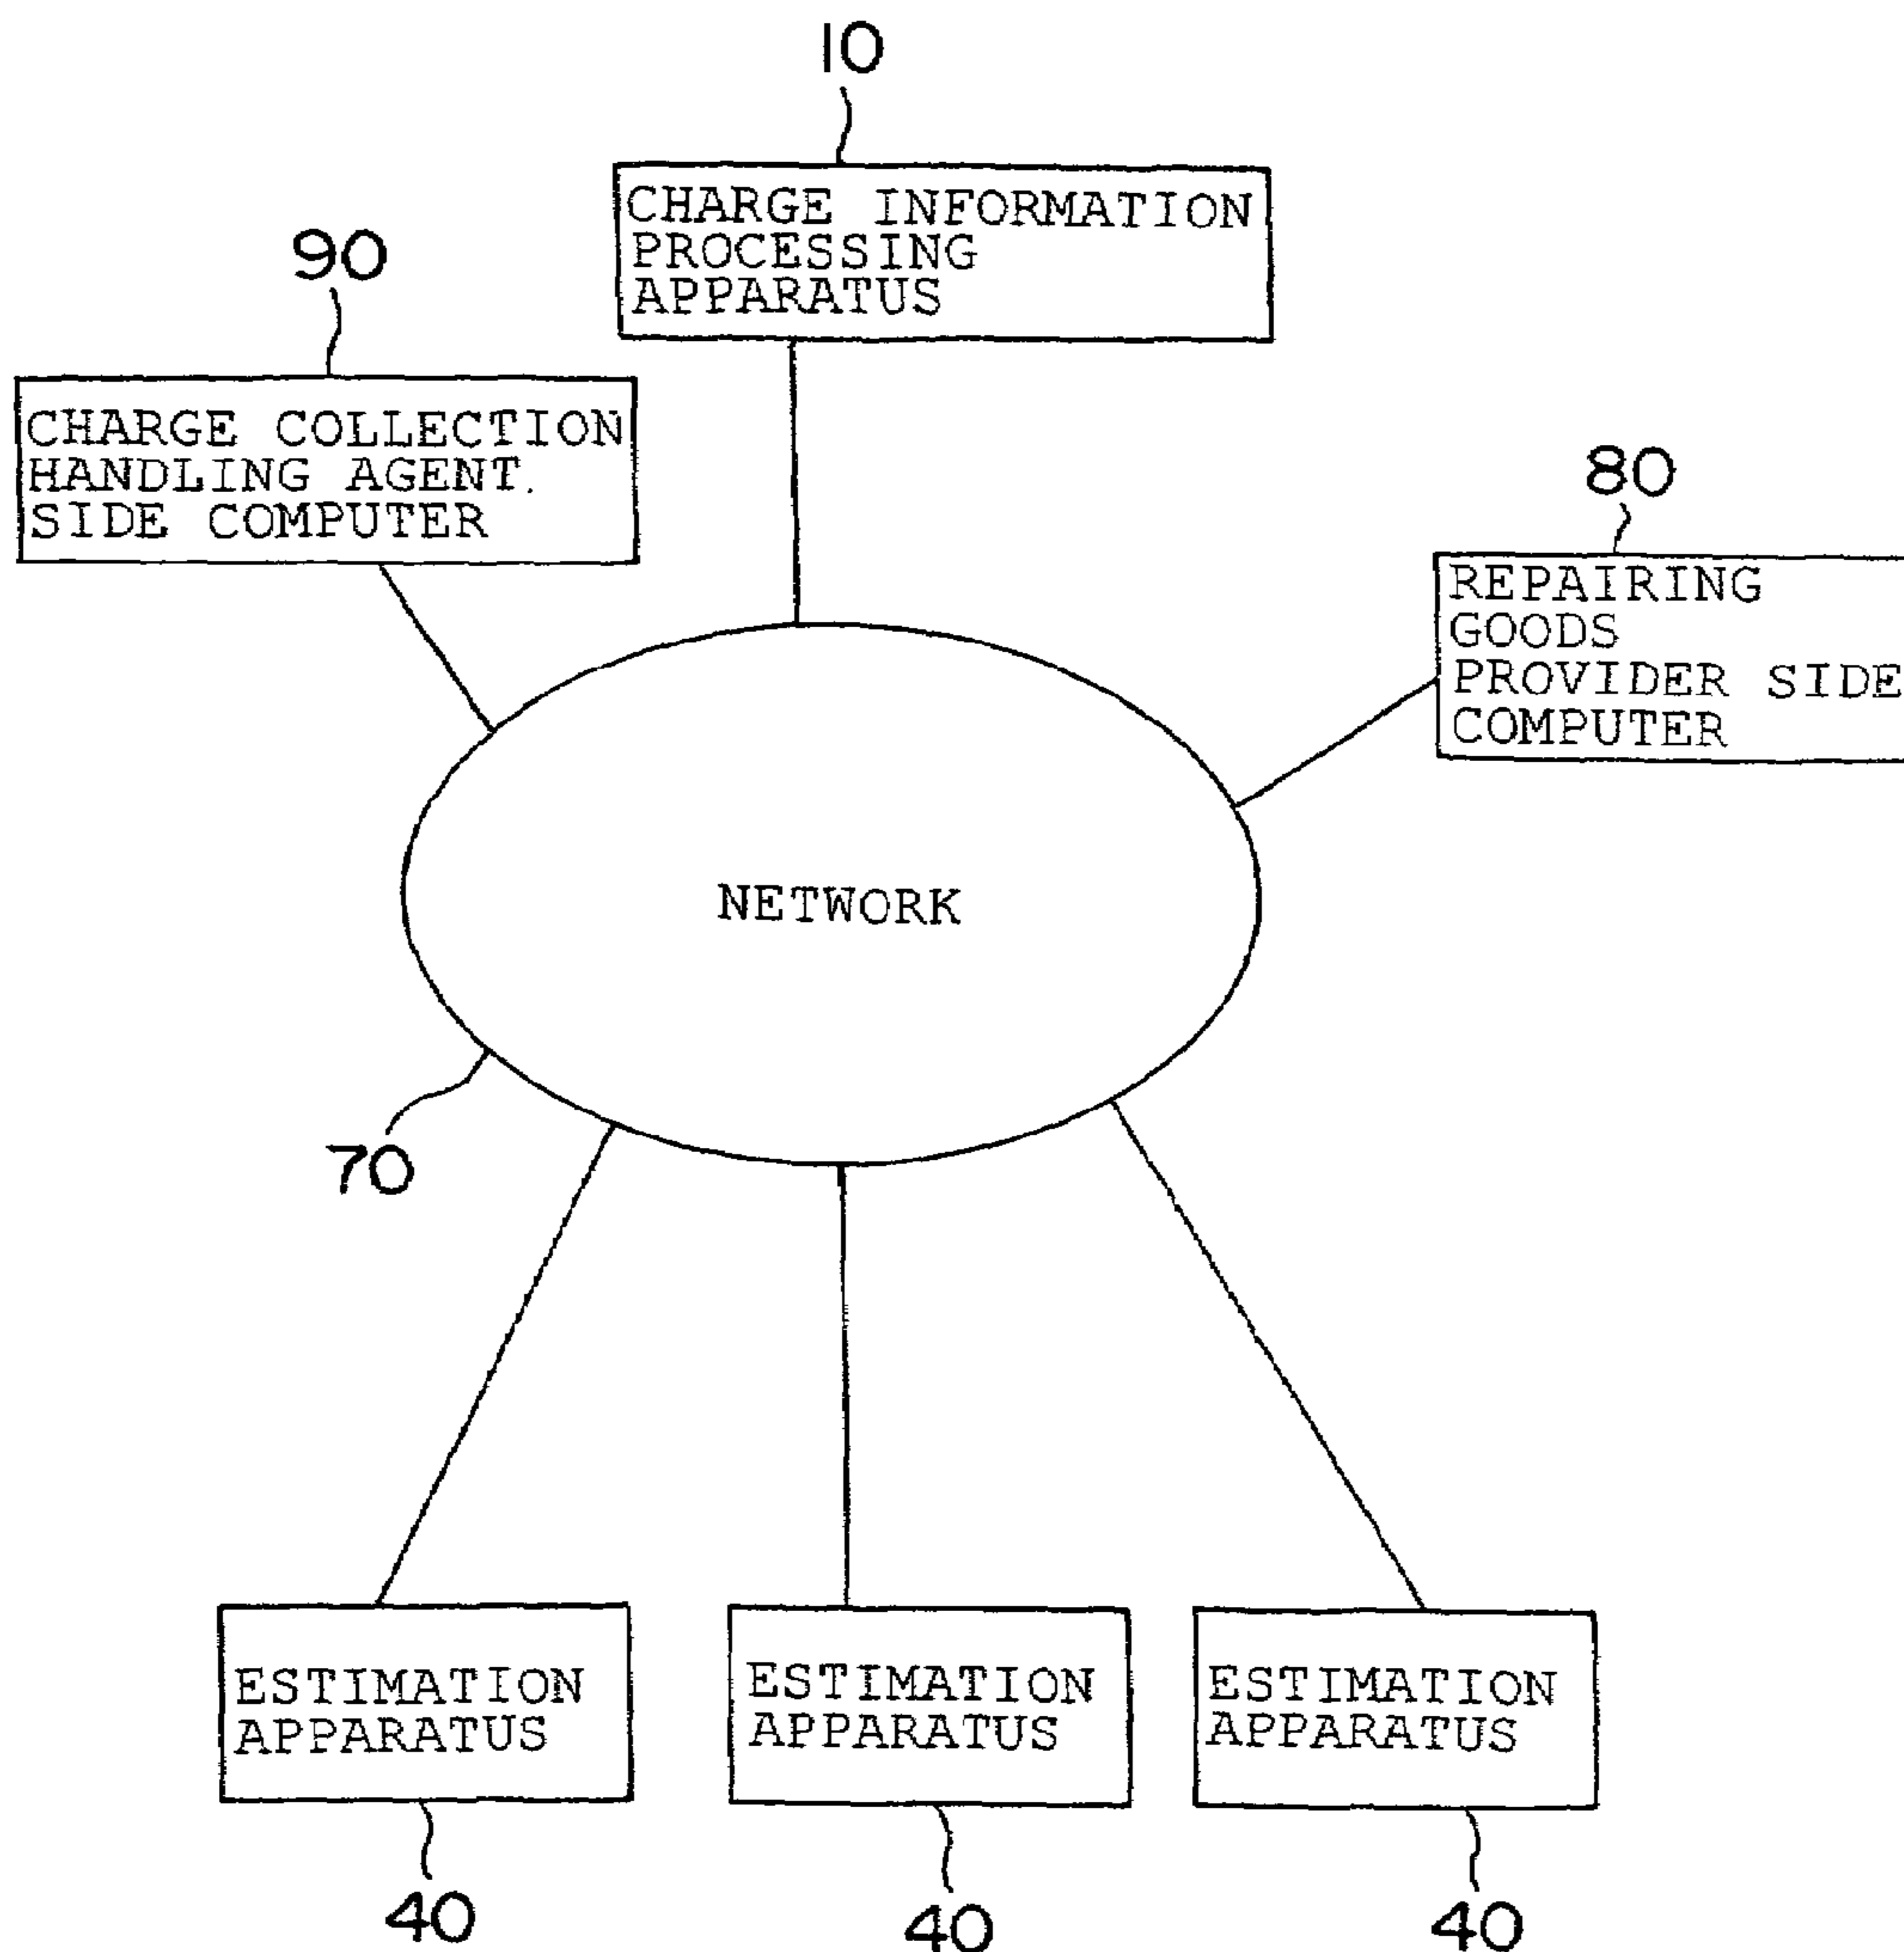 10
CHARGE INFORMATION
PROCESSING
APPARATUS
90
CHARGE COLLECTION
HANDLING AGENT
SIDE COMPUTER
80
REPAIRING
GOODS
PROVIDER SIDE
COMPUTER
NETWORK
70
ESTIMATION
APPARATUS
40
ESTIMATION
APPARATUS
40
ESTIMATION
APPARATUS
40